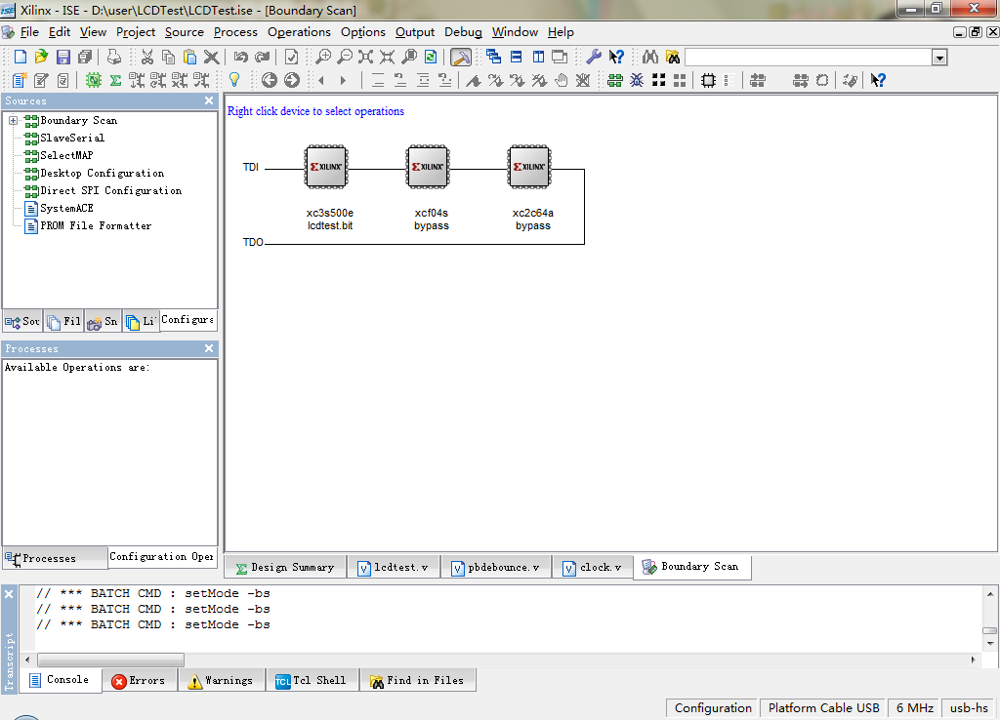 Xilinx - ISE - D:\user\LCDTest\LCDTest.ise - [Boundary Scan]
File Edit View Project Source Process Operations Options Output Debug Window Help
Sources
Boundary Scan
SlaveSerial
SelectMAP
Desktop Configuration
Direct SPI Configuration
SystemACE
PROM File Formatter
Sou Fil Sn Li Configura
Processes
Available Operations are:
Processes Configuration Oper
Right click device to select operations
TDI
XILINX XILINX XILINX
xc3s500e xcf04s xc2c64a
lcdtest.bit bypass bypass
TDO
Design Summary lcdtest.v pbdebounce.v clock.v Boundary Scan
Transcript
// *** BATCH CMD : setMode -bs
// *** BATCH CMD : setMode -bs
// *** BATCH CMD : setMode -bs
Console Errors Warnings TCL Tcl Shell Find in Files
Configuration Platform Cable USB 6 MHz usb-hs